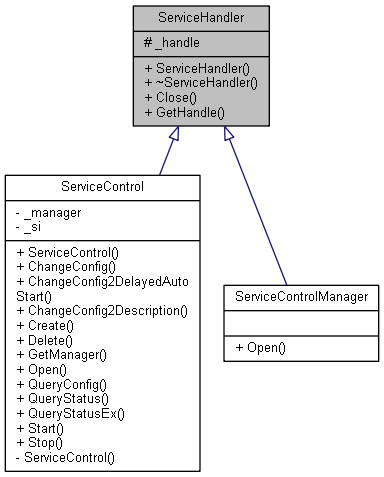 ServiceHandler
# _handle
+ ServiceHandler()
+ ~ServiceHandler()
+ Close()
+ GetHandle()
ServiceControl
- _manager
- _si
+ ServiceControl()
+ ChangeConfig()
+ ChangeConfig2DelayedAuto
Start()
+ ChangeConfig2Description()
+ Create()
+ Delete()
+ GetManager()
+ Open()
+ QueryConfig()
+ QueryStatus()
+ QueryStatusEx()
+ Start()
+ Stop()
- ServiceControl()
ServiceControlManager
+ Open()